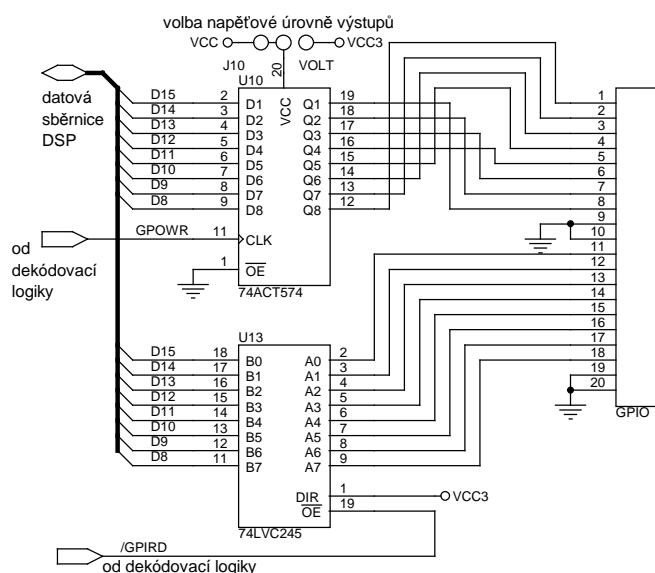 volba napěťové úrovně výstupů
VCC VCC3
J10 20 VOLT
U10
datová
sběrnice
DSP
D15 2 D1 VCC Q1 19 1
D14 3 D2 Q2 18 2
D13 4 D3 Q3 17 3
D12 5 D4 Q4 16 4
D11 6 D5 Q5 15 5
D10 7 D6 Q6 14 6
D9 8 D7 Q7 13 7
D8 9 D8 Q8 12 8
9
GPOWR 11 CLK 10
od
dekódovací
logiky
1 OE
74ACT574
11
12
13
14
15
16
17
18
19
20
GPIO
U13
D15 18 B0 A0 2
D14 17 B1 A1 3
D13 16 B2 A2 4
D12 15 B3 A3 5
D11 14 B4 A4 6
D10 13 B5 A5 7
D9 12 B6 A6 8
D8 11 B7 A7 9
DIR 1 VCC3
OE 19
74LVC245
/GPIRD
od dekódovací logiky